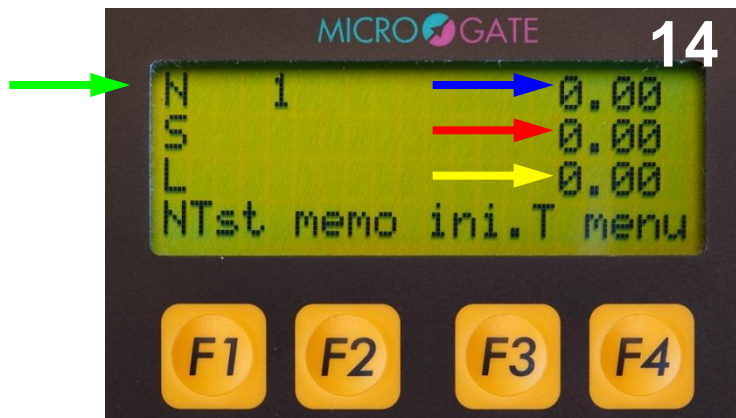 MICRO GATE
14
N 1 0.00
S 0.00
L 0.00
NTst memo ini.T menu
F1 F2 F3 F4